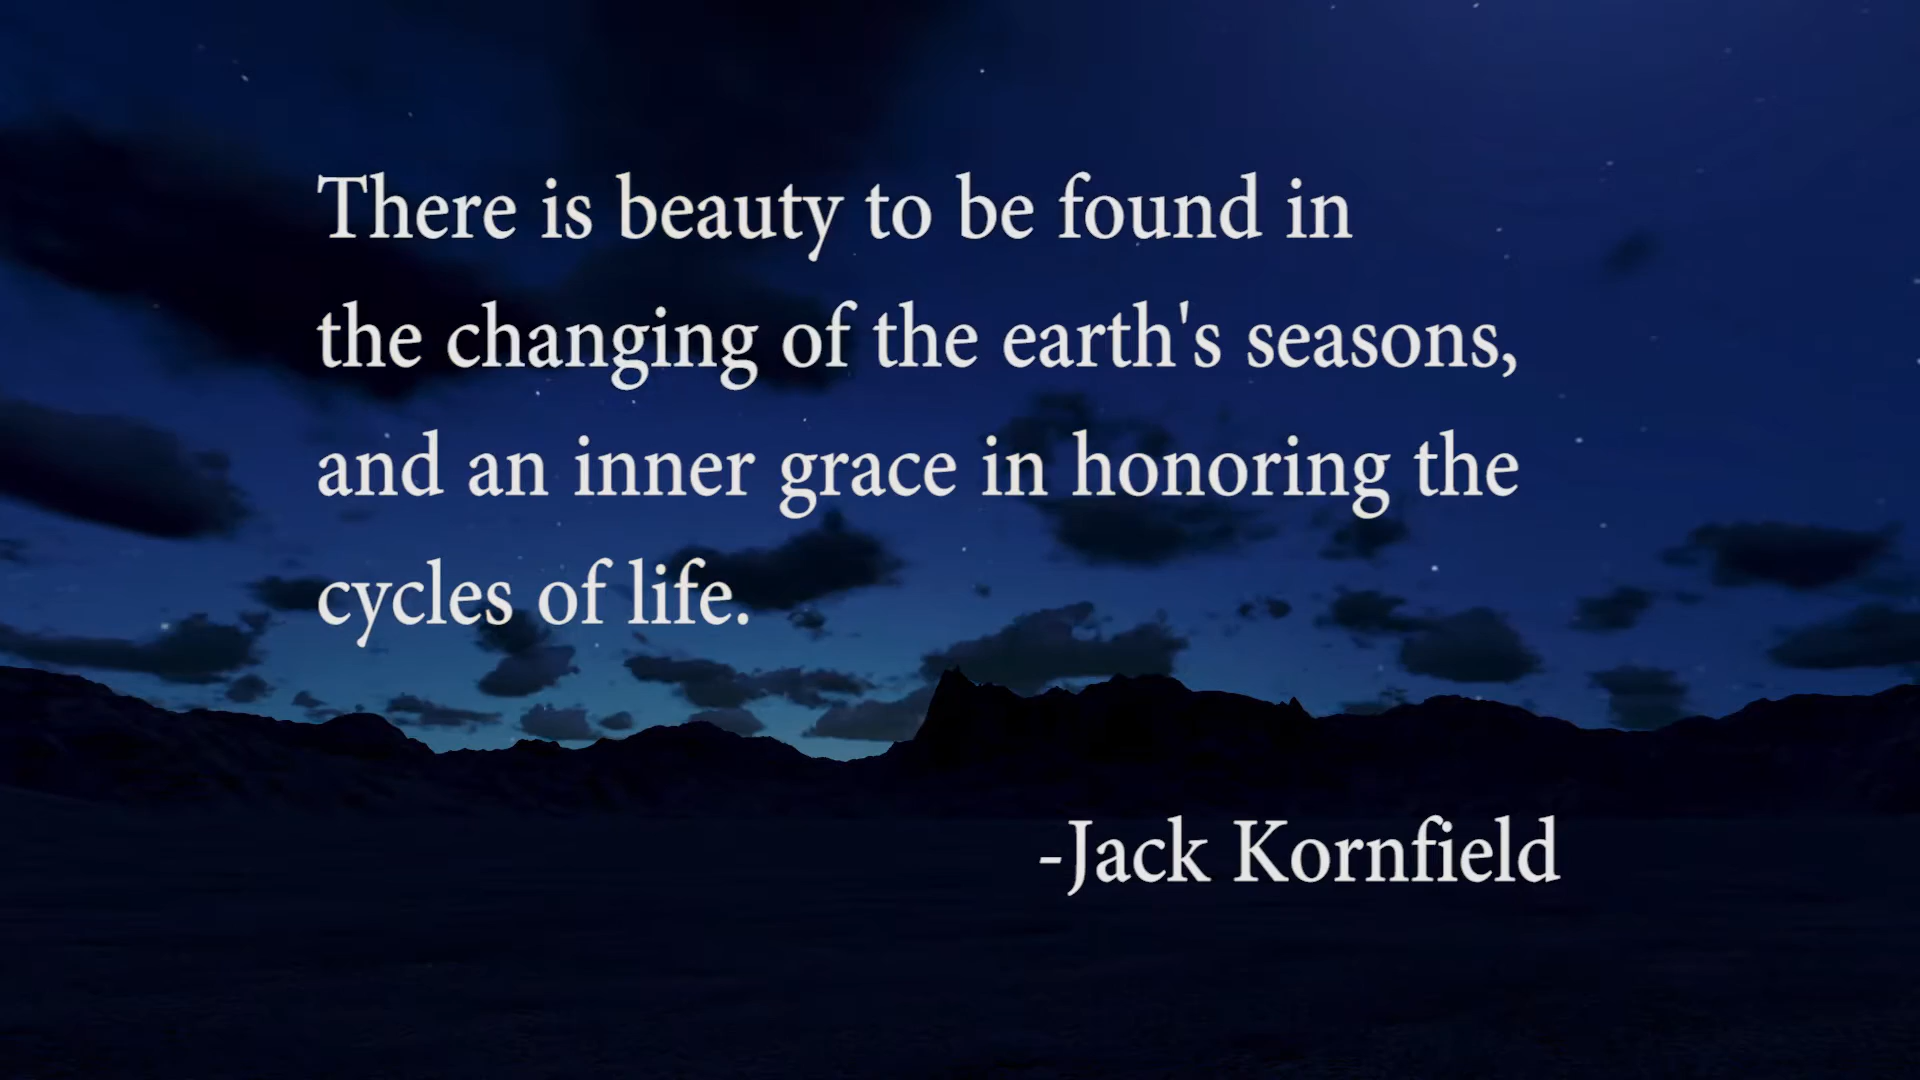 There is beauty to be found in
the changing of the earth's seasons,
and an inner grace in honoring the
cycles of life.
-Jack Kornfield